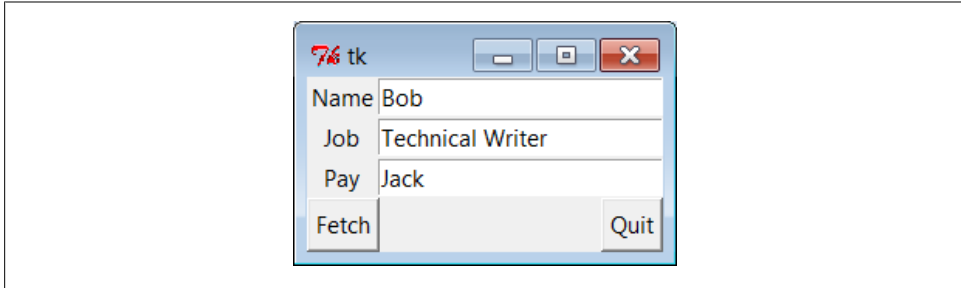 tk
Name Bob
Job Technical Writer
Pay Jack
Fetch Quit